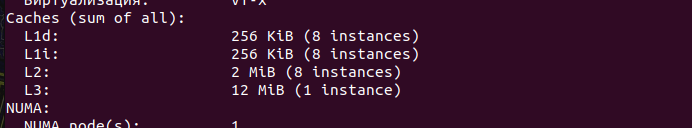 Виртуализация: VT-x
Caches (sum of all):
L1d: 256 KiB (8 instances)
L1i: 256 KiB (8 instances)
L2: 2 MiB (8 instances)
L3: 12 MiB (1 instance)
NUMA:
NUMA node(s): 1